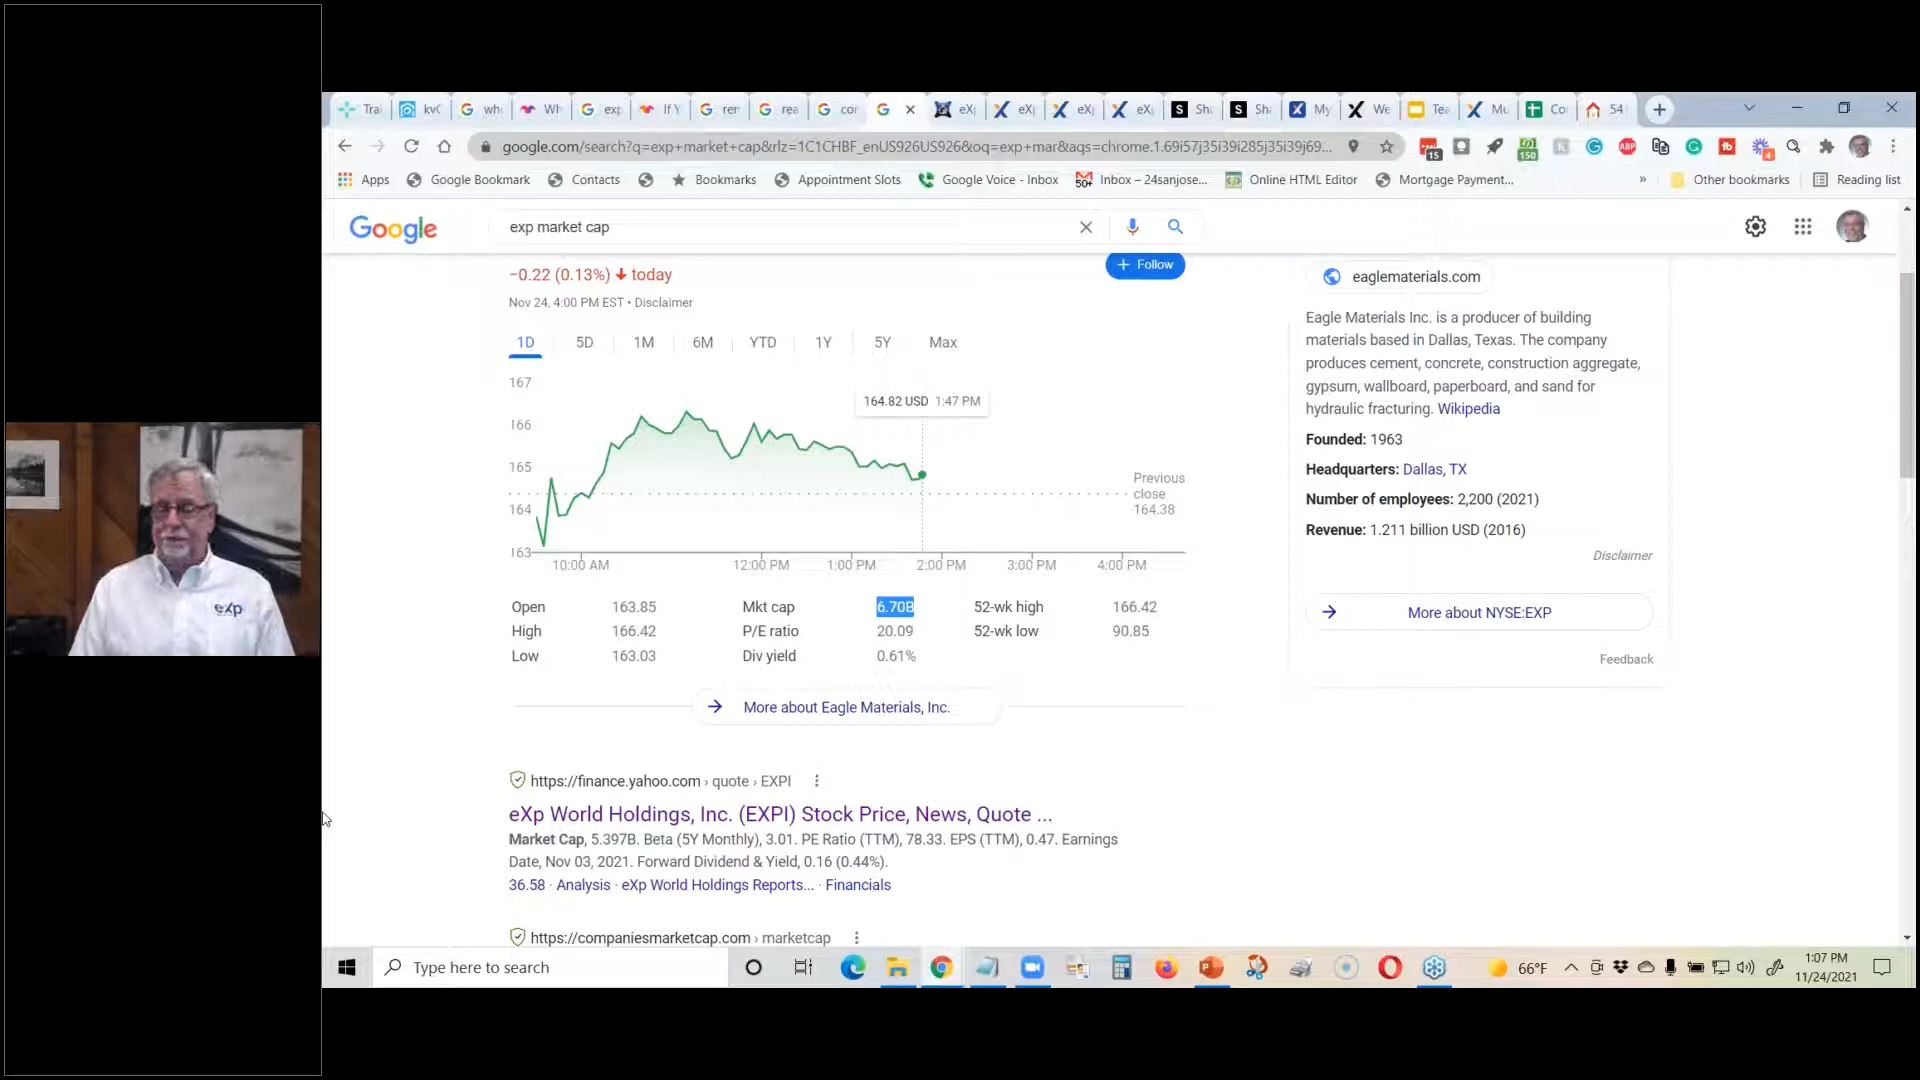 Tra
kvC
G wh
Wh
exp
If Y
rer
rea
cor
eXp
eXp
eXp
eXp
Sha
Sha
My
We
Tea
Mu
Co
54
google.com/search?q=exp+market+cap&rlz=1C1CHBF_enUS926US926&oq=exp+mar&aqs=chrome.1.69i57j35i39i285j35i39j69...
15
150
ABP
4
Apps
Google Bookmark
Contacts
Bookmarks
Appointment Slots
Google Voice - Inbox
50+
Inbox – 24sanjose...
Online HTML Editor
Mortgage Payment...
»
Other bookmarks
Reading list
Google
exp market cap
−0.22 (0.13%) ↓ today
+ Follow
Nov 24, 4:00 PM EST • Disclaimer
1D 5D 1M 6M YTD 1Y 5Y Max
167
166
165
164
163
164.82 USD 1:47 PM
Previous
close
164.38
10:00 AM 12:00 PM 1:00 PM 2:00 PM 3:00 PM 4:00 PM
Open 163.85 Mkt cap 6.70B 52-wk high 166.42
High 166.42 P/E ratio 20.09 52-wk low 90.85
Low 163.03 Div yield 0.61%
More about Eagle Materials, Inc.
https://finance.yahoo.com › quote › EXPI
eXp World Holdings, Inc. (EXPI) Stock Price, News, Quote ...
Market Cap, 5.397B. Beta (5Y Monthly), 3.01. PE Ratio (TTM), 78.33. EPS (TTM), 0.47. Earnings
Date, Nov 03, 2021. Forward Dividend & Yield, 0.16 (0.44%).
36.58 · Analysis · eXp World Holdings Reports... · Financials
https://companiesmarketcap.com › marketcap
eaglematerials.com
Eagle Materials Inc. is a producer of building
materials based in Dallas, Texas. The company
produces cement, concrete, construction aggregate,
gypsum, wallboard, paperboard, and sand for
hydraulic fracturing. Wikipedia
Founded: 1963
Headquarters: Dallas, TX
Number of employees: 2,200 (2021)
Revenue: 1.211 billion USD (2016)
Disclaimer
More about NYSE:EXP
Feedback
eXp
Type here to search
66°F
1:07 PM
11/24/2021